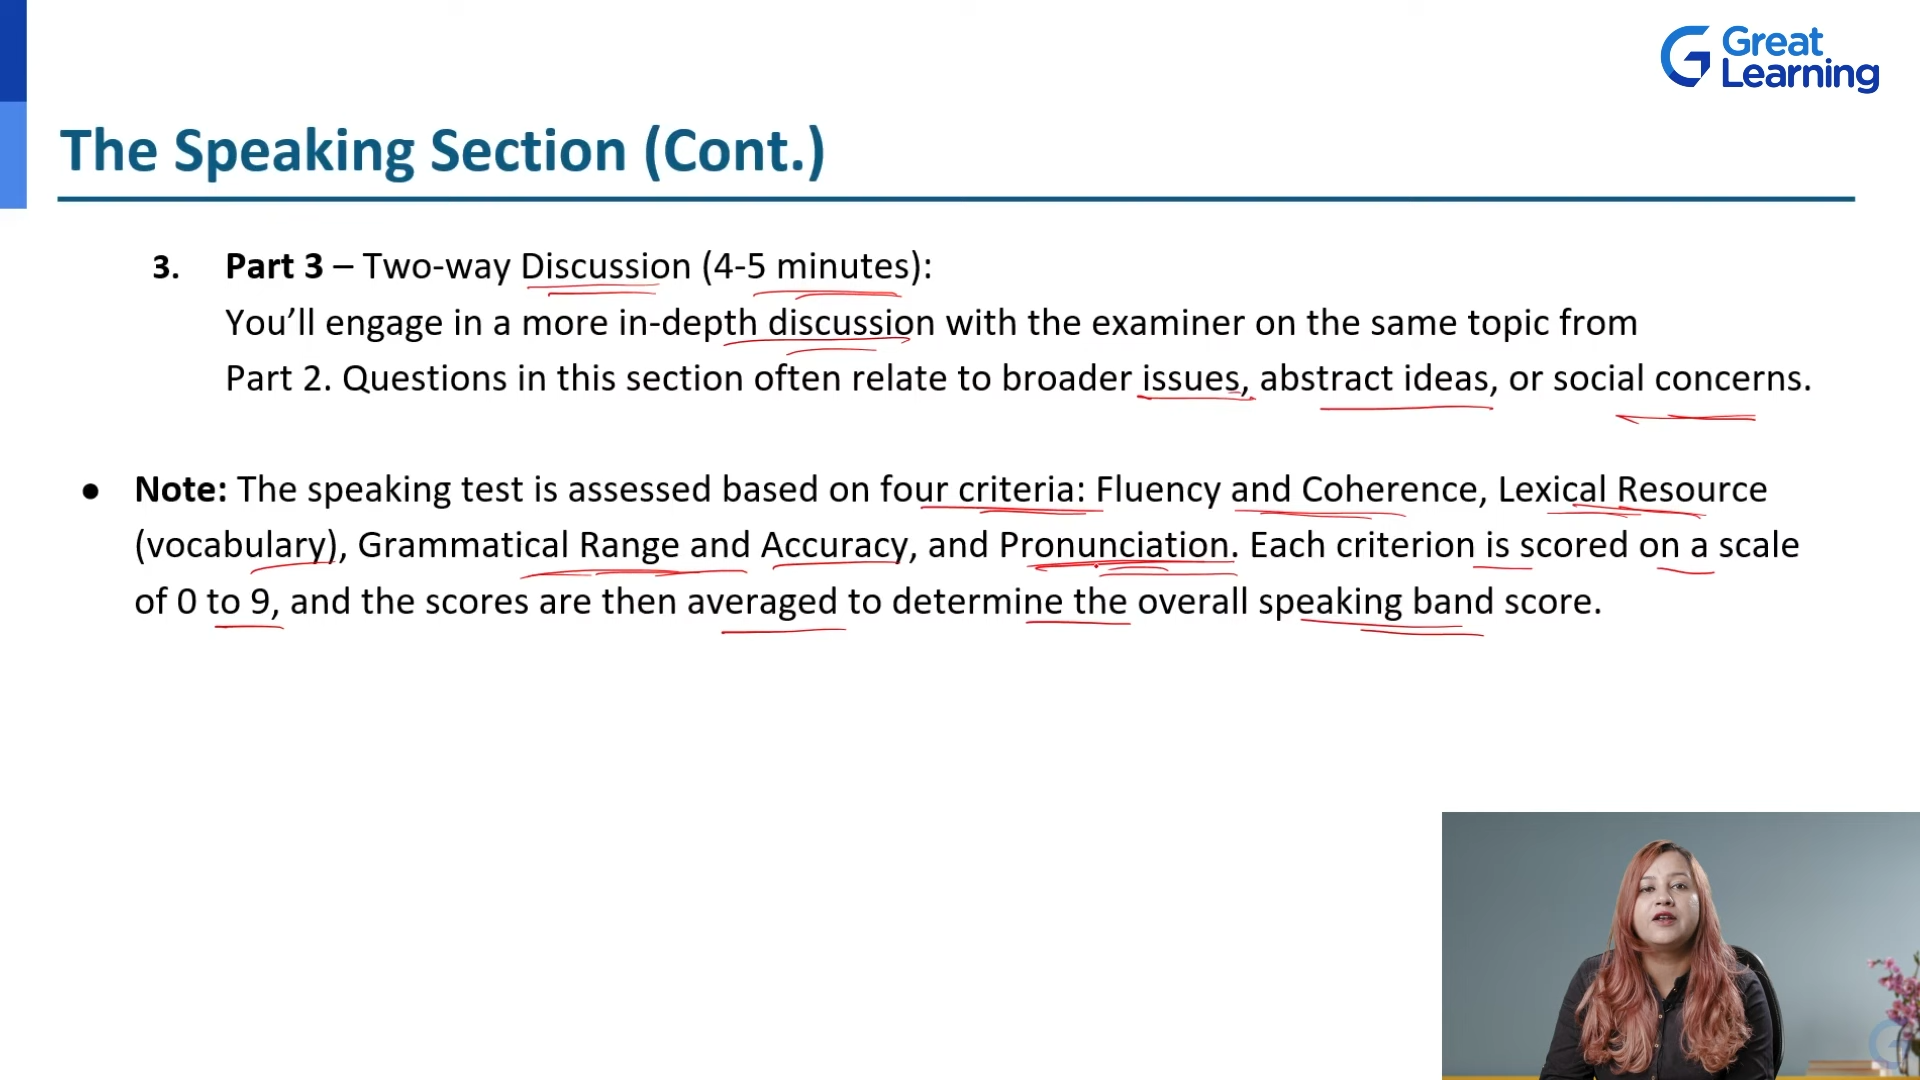 Great
Learning
The Speaking Section (Cont.)
3. Part 3 – Two-way Discussion (4-5 minutes):
You’ll engage in a more in-depth discussion with the examiner on the same topic from
Part 2. Questions in this section often relate to broader issues, abstract ideas, or social concerns.
● Note: The speaking test is assessed based on four criteria: Fluency and Coherence, Lexical Resource
(vocabulary), Grammatical Range and Accuracy, and Pronunciation. Each criterion is scored on a scale
of 0 to 9, and the scores are then averaged to determine the overall speaking band score.